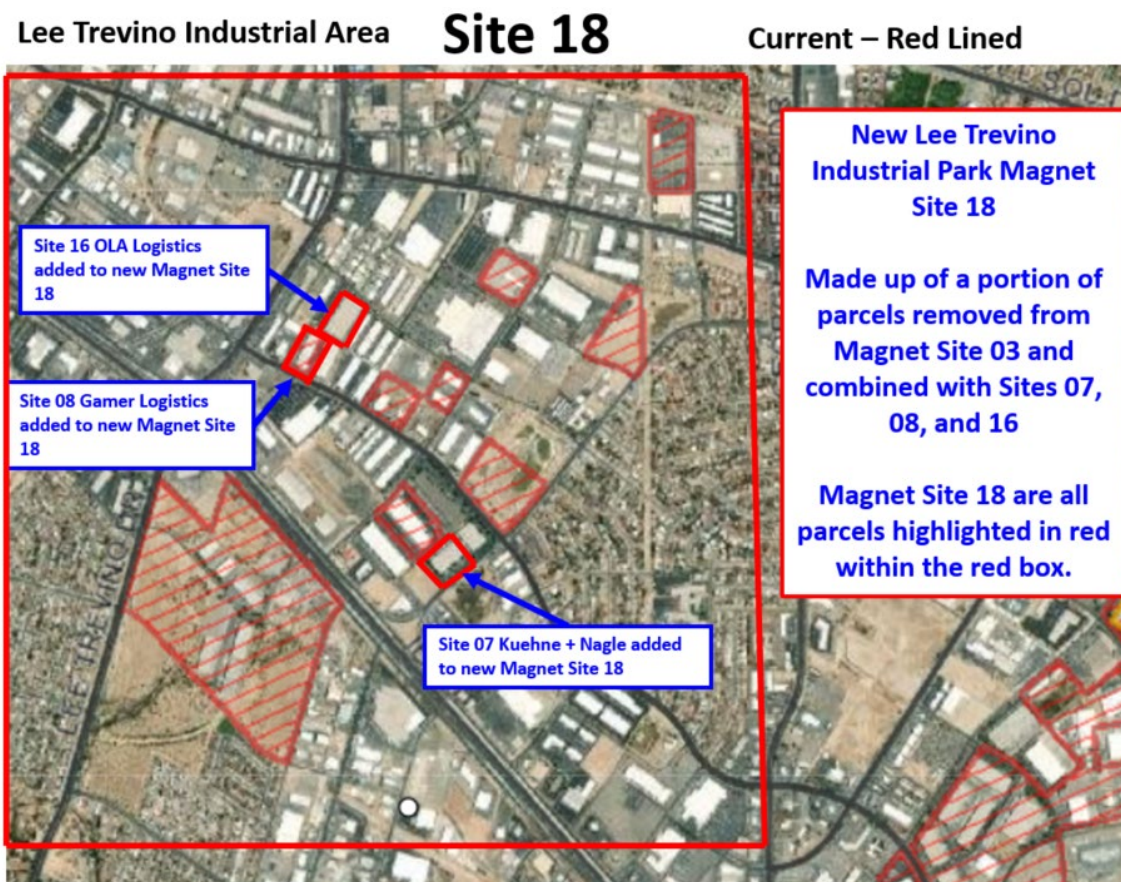 Lee Trevino Industrial Area
Site 18
Current – Red Lined
New Lee Trevino
Industrial Park Magnet
Site 18
Made up of a portion of
parcels removed from
Magnet Site 03 and
combined with Sites 07,
08, and 16
Magnet Site 18 are all
parcels highlighted in red
within the red box.
Site 16 OLA Logistics
added to new Magnet Site
18
Site 08 Gamer Logistics
added to new Magnet Site
18
Site 07 Kuehne + Nagle added
to new Magnet Site 18
LEE TREVINO DR